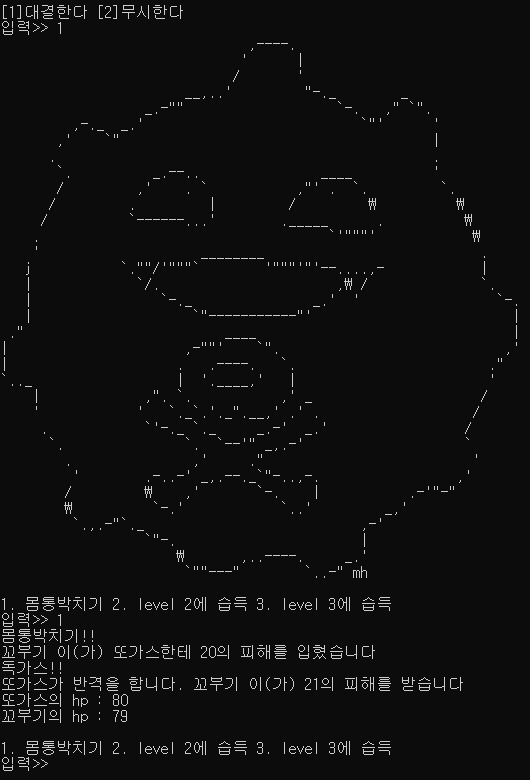 [1]대결한다 [2]무시한다
입력>> 1
mh
1. 몸통박치기 2. level 2에 습득 3. level 3에 습득
입력>> 1
몸통박치기!!
꼬부기 이(가) 또가스한테 20의 피해를 입혔습니다
독가스!!
또가스가 반격을 합니다. 꼬부기 이(가) 21의 피해를 받습니다
또가스의 hp : 80
꼬부기의 hp : 79
1. 몸통박치기 2. level 2에 습득 3. level 3에 습득
입력>>